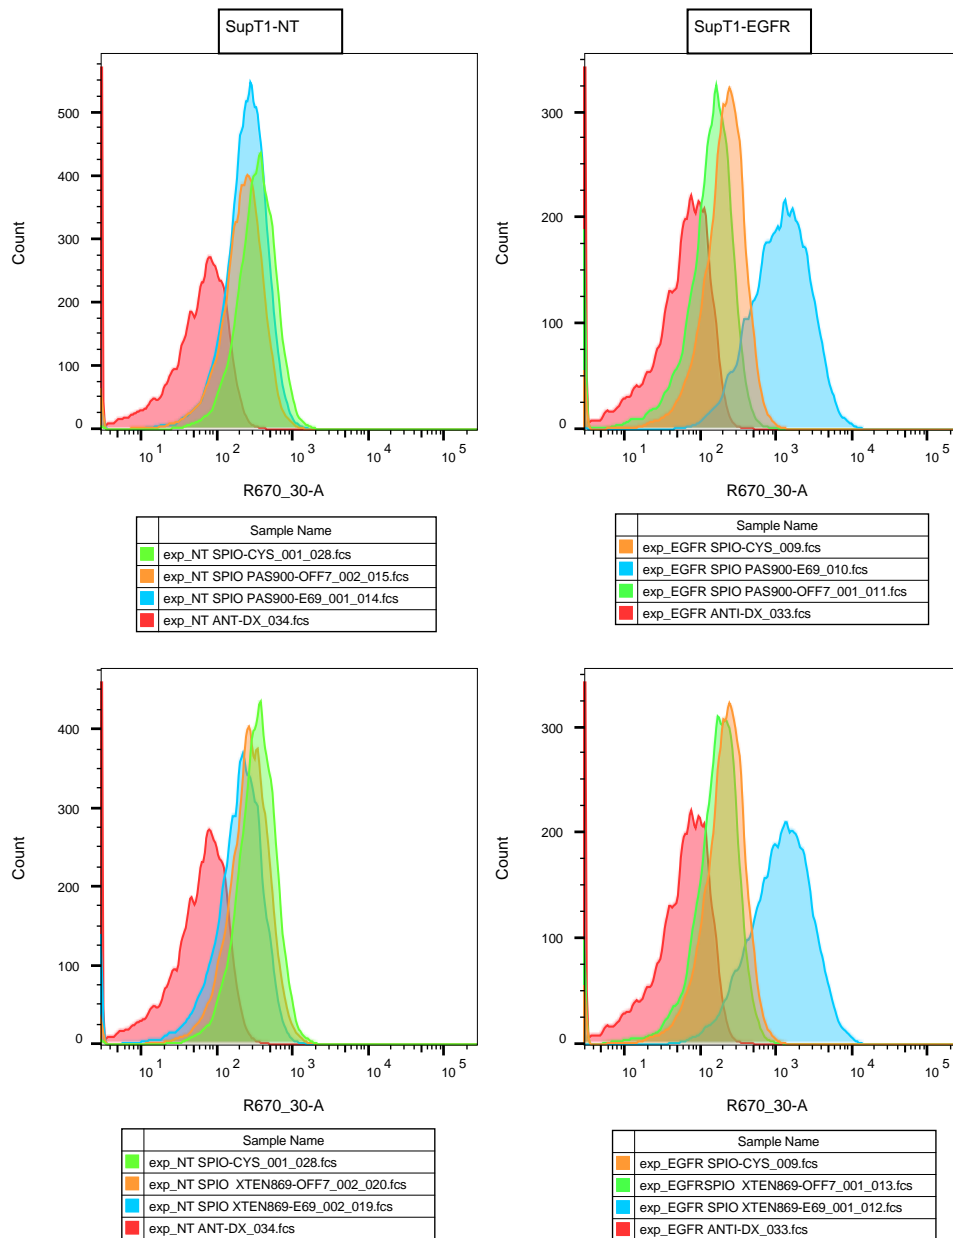 SupT1-NT
SupT1-EGFR
500
400
300
200
100
0
Count
10 1 10 2 10 3 10 4 10 5
R670_30-A
Sample Name
exp_NT SPIO-CYS_001_028.fcs
exp_NT SPIO PAS900-OFF7_002_015.fcs
exp_NT SPIO PAS900-E69_001_014.fcs
exp_NT ANT-DX_034.fcs
300
200
100
0
Count
10 1 10 2 10 3 10 4 10 5
R670_30-A
Sample Name
exp_EGFR SPIO-CYS_009.fcs
exp_EGFR SPIO PAS900-E69_010.fcs
exp_EGFR SPIO PAS900-OFF7_001_011.fcs
exp_EGFR ANTI-DX_033.fcs
400
300
200
100
0
Count
10 1 10 2 10 3 10 4 10 5
R670_30-A
Sample Name
exp_NT SPIO-CYS_001_028.fcs
exp_NT SPIO XTEN869-OFF7_002_020.fcs
exp_NT SPIO XTEN869-E69_002_019.fcs
exp_NT ANT-DX_034.fcs
300
200
100
0
Count
10 1 10 2 10 3 10 4 10 5
R670_30-A
Sample Name
exp_EGFR SPIO-CYS_009.fcs
exp_EGFRSPIO XTEN869-OFF7_001_013.fcs
exp_EGFR SPIO XTEN869-E69_001_012.fcs
exp_EGFR ANTI-DX_033.fcs